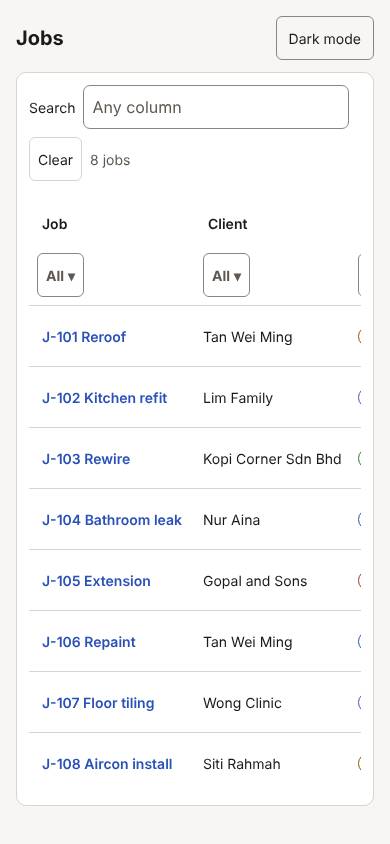 Jobs Dark mode
Search Any column
Clear 8 jobs
Job Client
All ▾ All ▾
J-101 Reroof Tan Wei Ming
J-102 Kitchen refit Lim Family
J-103 Rewire Kopi Corner Sdn Bhd
J-104 Bathroom leak Nur Aina
J-105 Extension Gopal and Sons
J-106 Repaint Tan Wei Ming
J-107 Floor tiling Wong Clinic
J-108 Aircon install Siti Rahmah